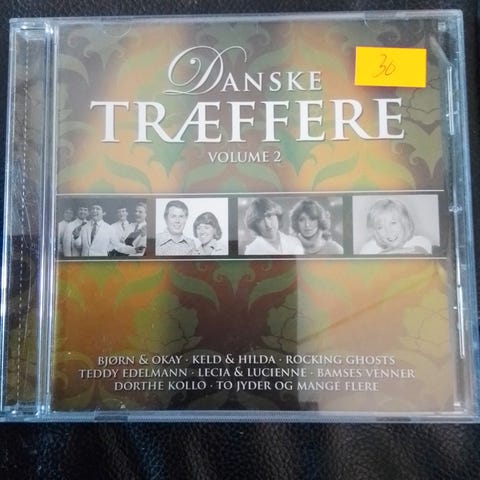 DANSKE
TRÆFFERE
VOLUME 2
30
BJØRN & OKAY · KELD & HILDA · ROCKING GHOSTS
TEDDY EDELMANN · LECIA & LUCIENNE · BAMSES VENNER
DORTHE KOLLO · TO JYDER OG MANGE FLERE